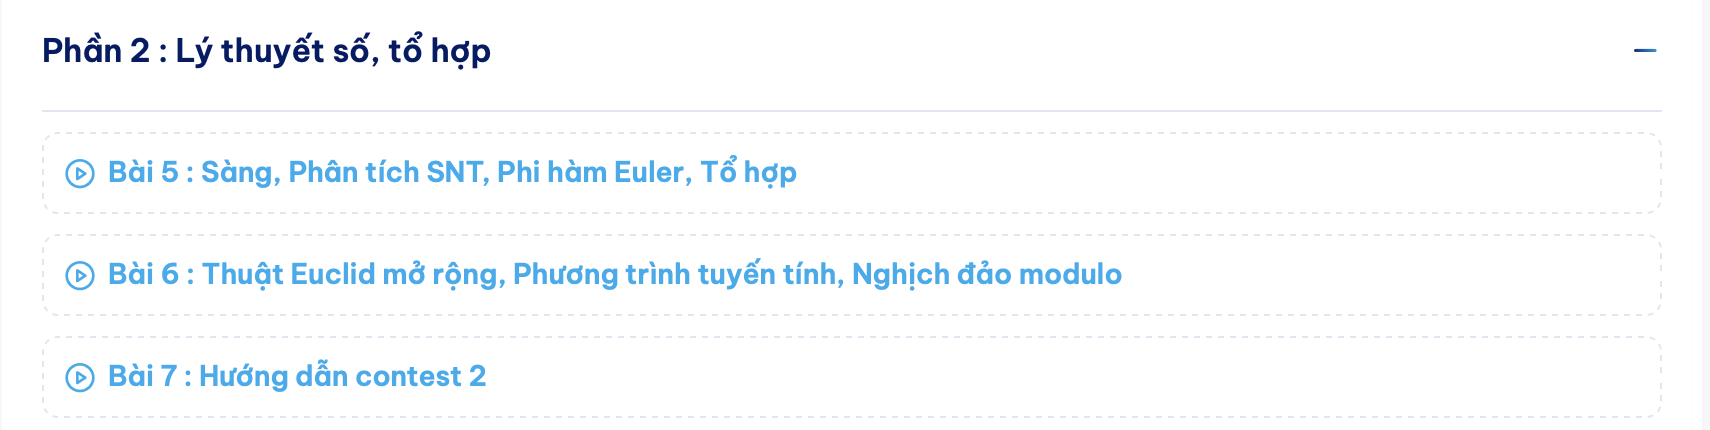 Phần 2 : Lý thuyết số, tổ hợp
Bài 5 : Sàng, Phân tích SNT, Phi hàm Euler, Tổ hợp
Bài 6 : Thuật Euclid mở rộng, Phương trình tuyến tính, Nghịch đảo modulo
Bài 7 : Hướng dẫn contest 2